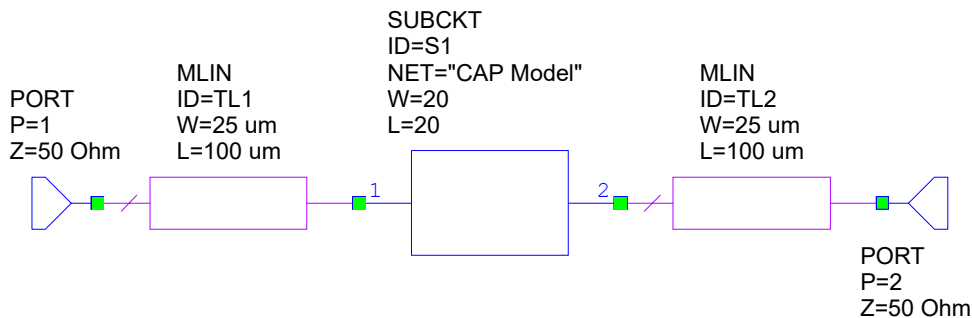 PORT
P=1
Z=50 Ohm
MLIN
ID=TL1
W=25 um
L=100 um
SUBCKT
ID=S1
NET="CAP Model"
W=20
L=20
1
2
MLIN
ID=TL2
W=25 um
L=100 um
PORT
P=2
Z=50 Ohm